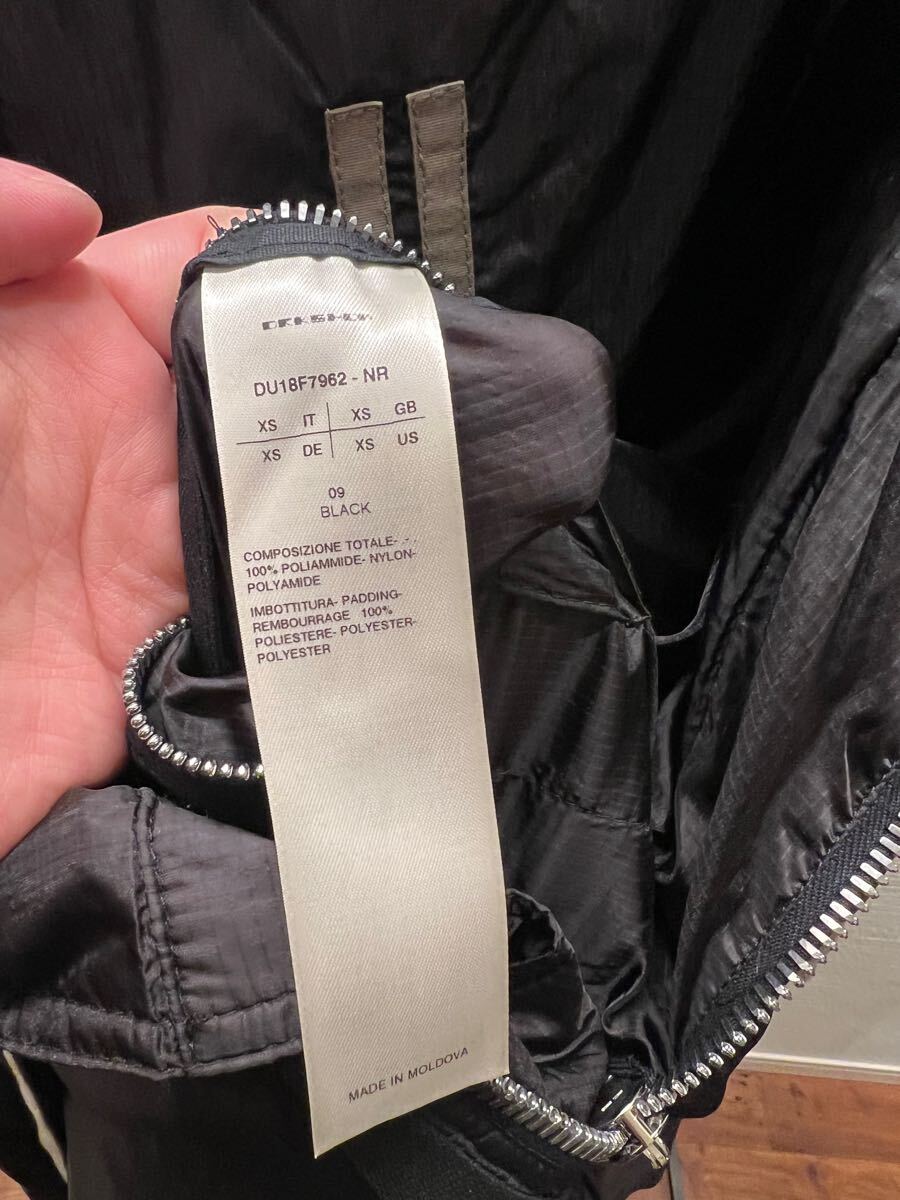 DRKSHDW
DU18F7962 - NR
XS IT XS GB
XS DE XS US
09
BLACK
COMPOSIZIONE TOTALE- - .
100% POLIAMMIDE- NYLON-
POLYAMIDE
IMBOTTITURA- PADDING-
REMBOURRAGE 100%
POLIESTERE- POLYESTER-
POLYESTER
MADE IN MOLDOVA